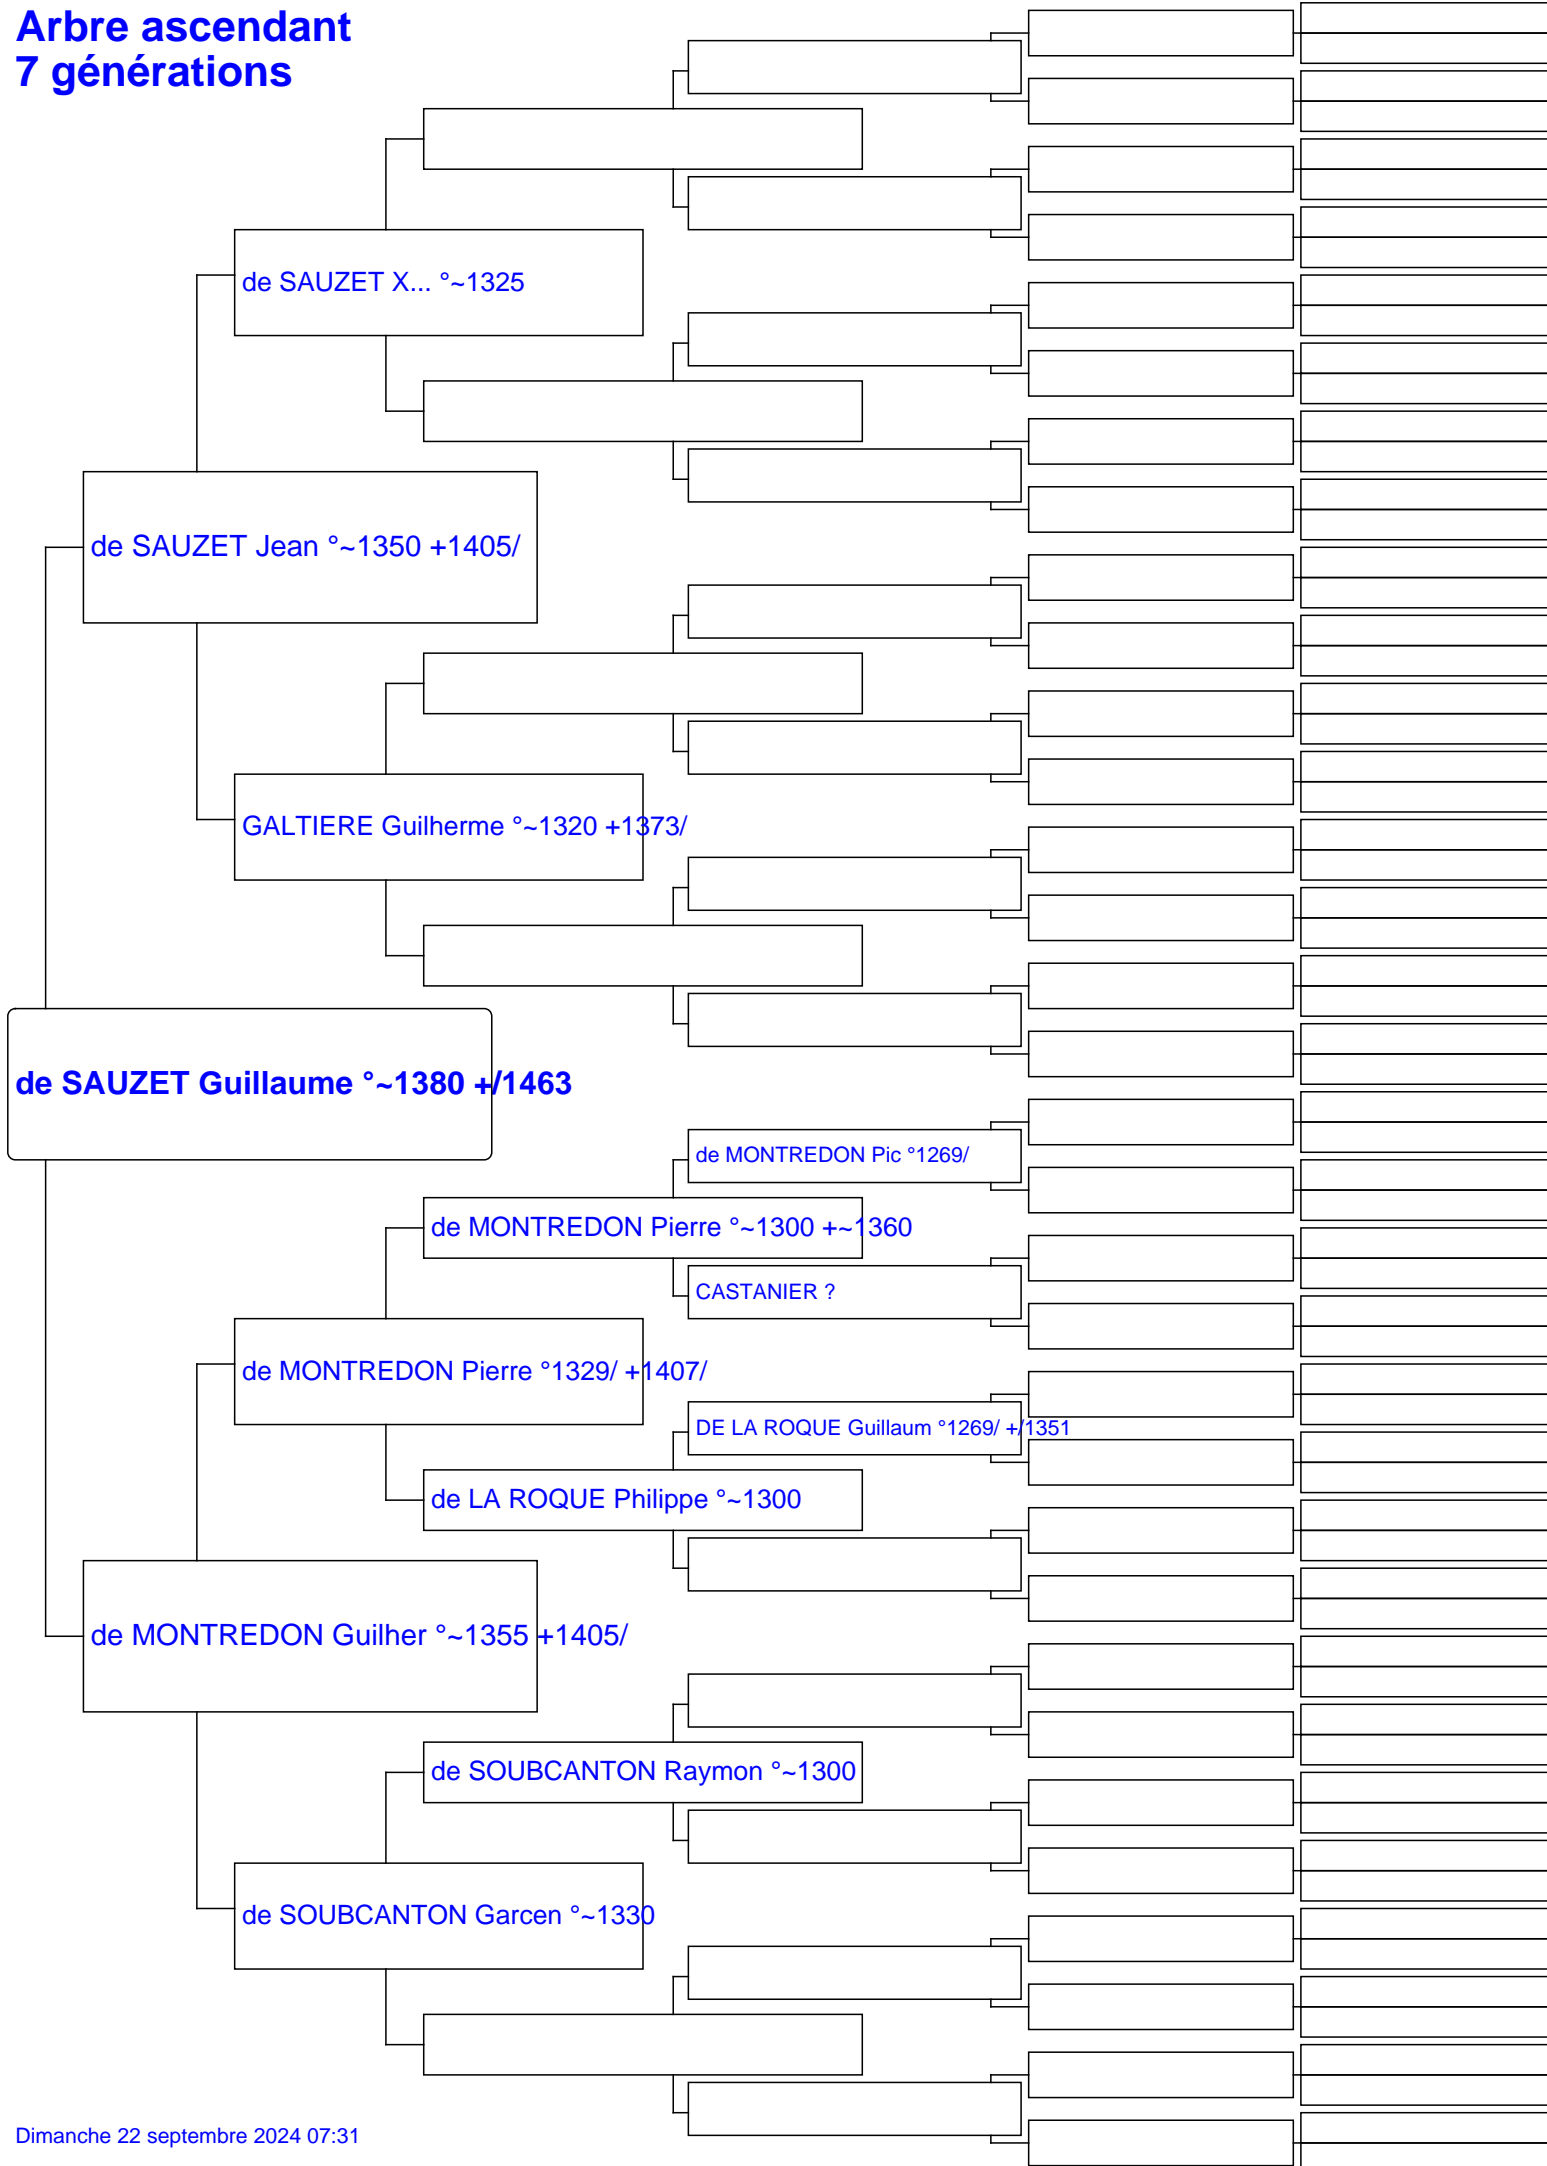 Arbre ascendant
7 générations
de SAUZET X... °~1325
de SAUZET Jean °~1350 +1405/
GALTIERE Guilherme °~1320 +1373/
de SAUZET Guillaume °~1380 +/1463
de MONTREDON Pic °1269/
de MONTREDON Pierre °~1300 +~1360
CASTANIER ?
de MONTREDON Pierre °1329/ +1407/
DE LA ROQUE Guillaum °1269/ +/1351
de LA ROQUE Philippe °~1300
de MONTREDON Guilher °~1355 +1405/
de SOUBCANTON Raymon °~1300
de SOUBCANTON Garcen °~1330
Dimanche 22 septembre 2024 07:31